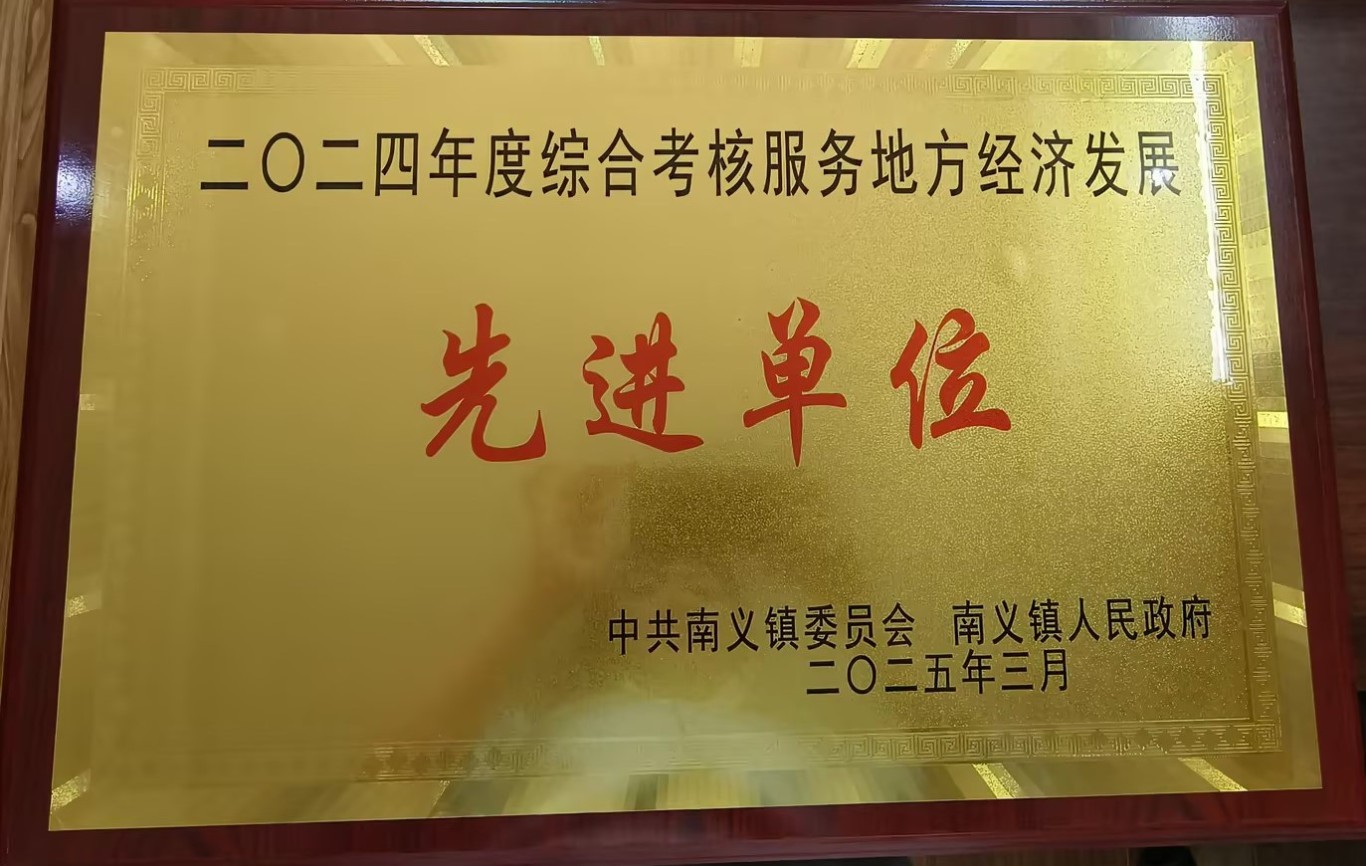 二〇二四年度综合考核服务地方经济发展
先进单位
中共南义镇委员会 南义镇人民政府
二〇二五年三月